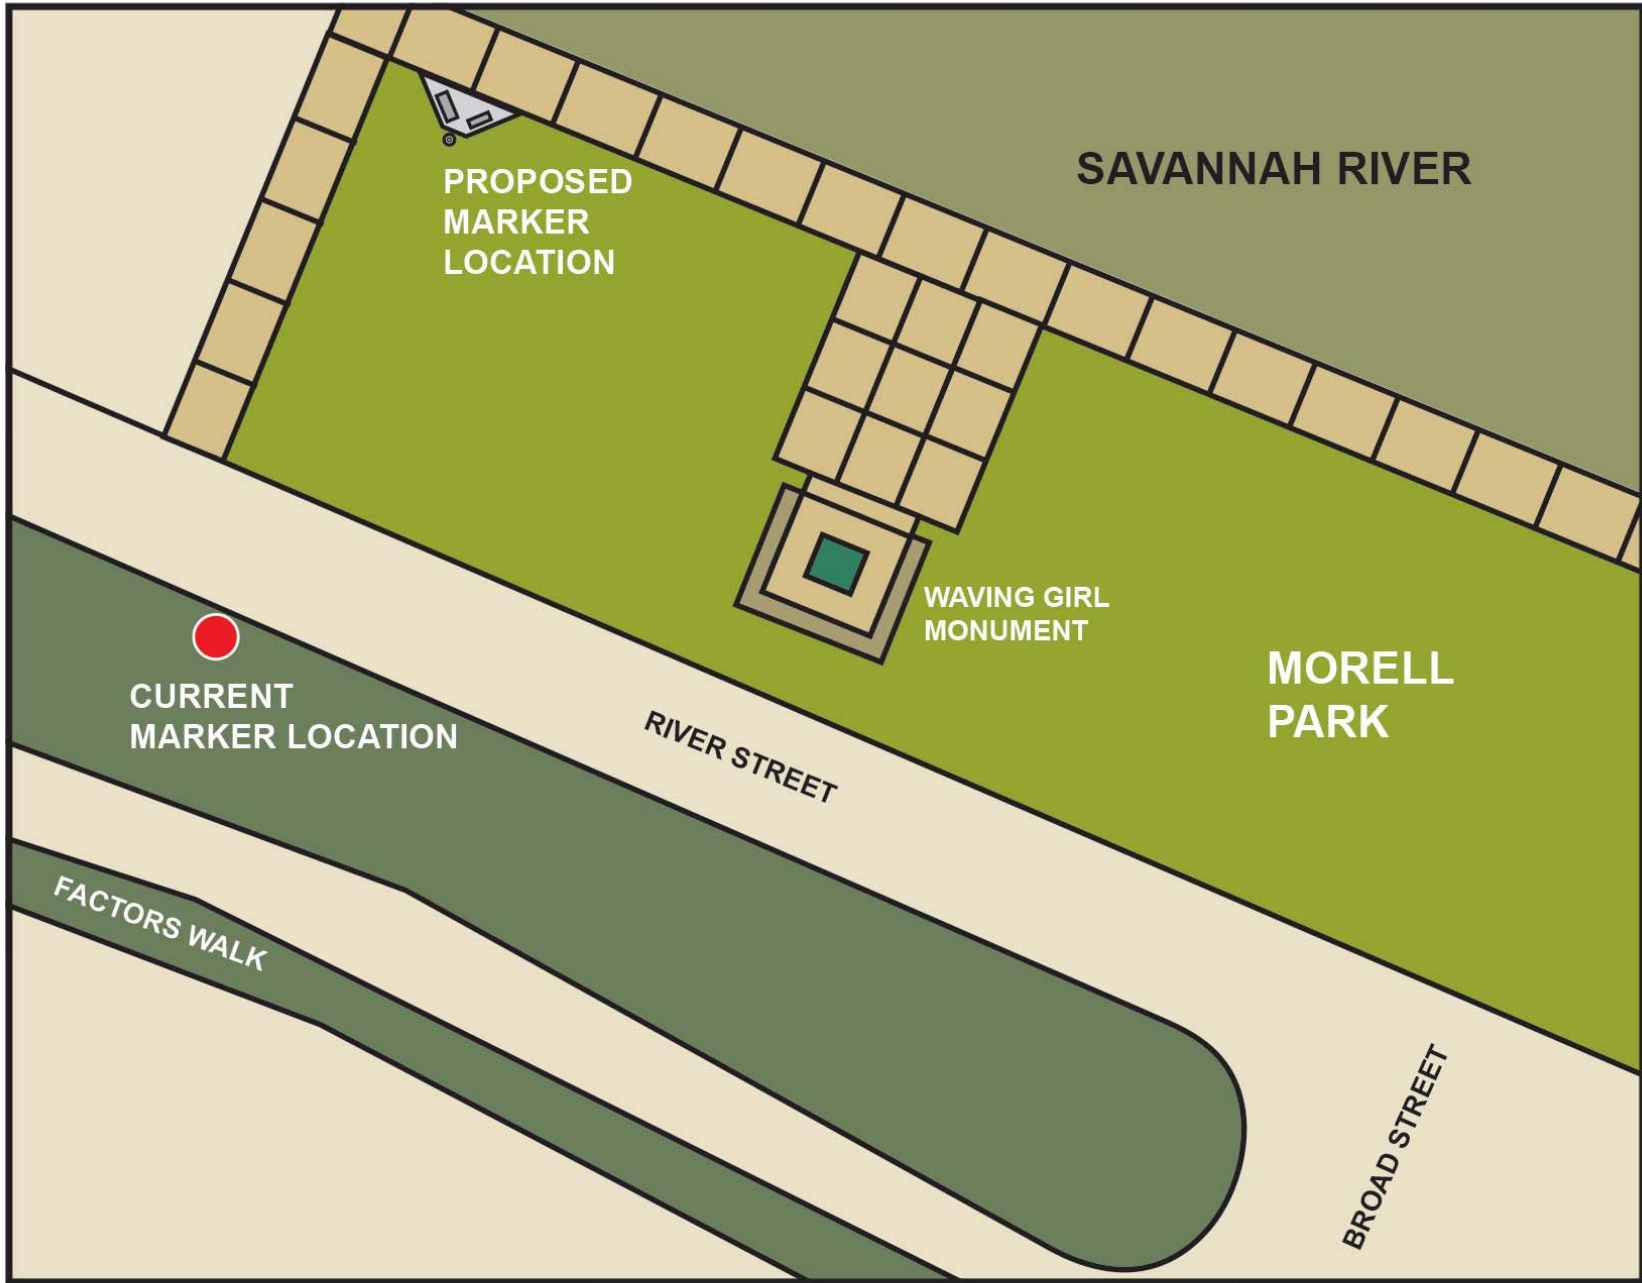 SAVANNAH RIVER
PROPOSED
MARKER
LOCATION
WAVING GIRL
MONUMENT
MORELL
PARK
CURRENT
MARKER LOCATION
RIVER STREET
FACTORS WALK
BROAD STREET